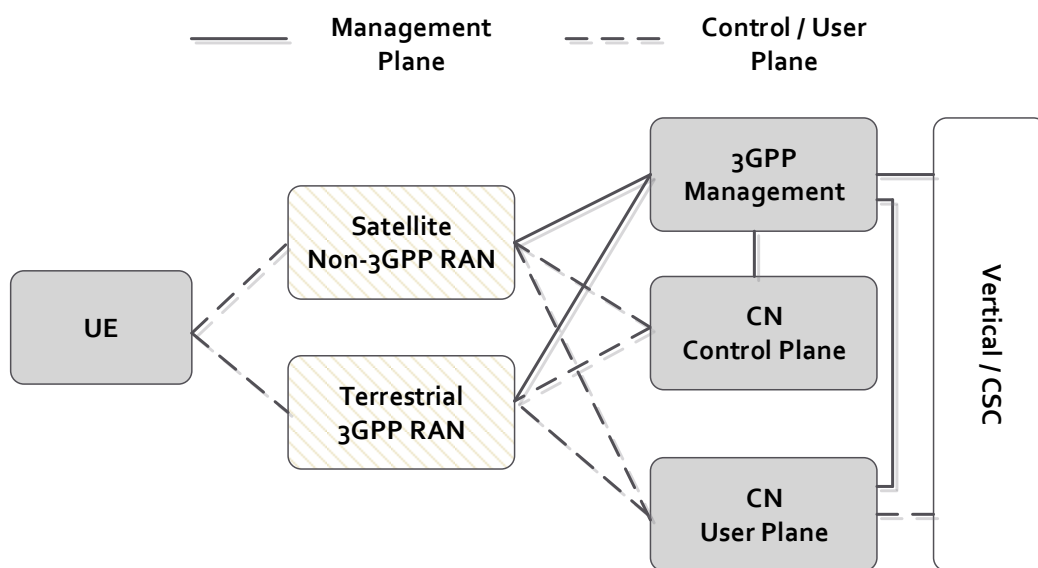 Management
Plane
Control / User
Plane
3GPP
Management
Satellite
Non-3GPP RAN
UE
CN
Control Plane
Terrestrial
3GPP RAN
CN
User Plane
Vertical / CSC